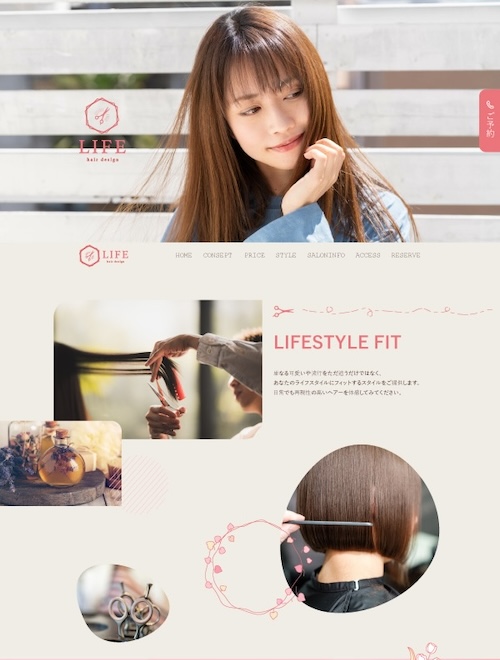 LIFE
hair design
ご予約
LIFE
hair design
HOME CONSEPT PRICE STYLE SALONINFO ACCESS RESERVE
LIFESTYLE FIT
単なる可愛いや流行をただ追うだけではなく、
あなたのライフスタイルにフィットするスタイルをご提供します。
日常でも再現性の高いヘアーを体感してみてください。